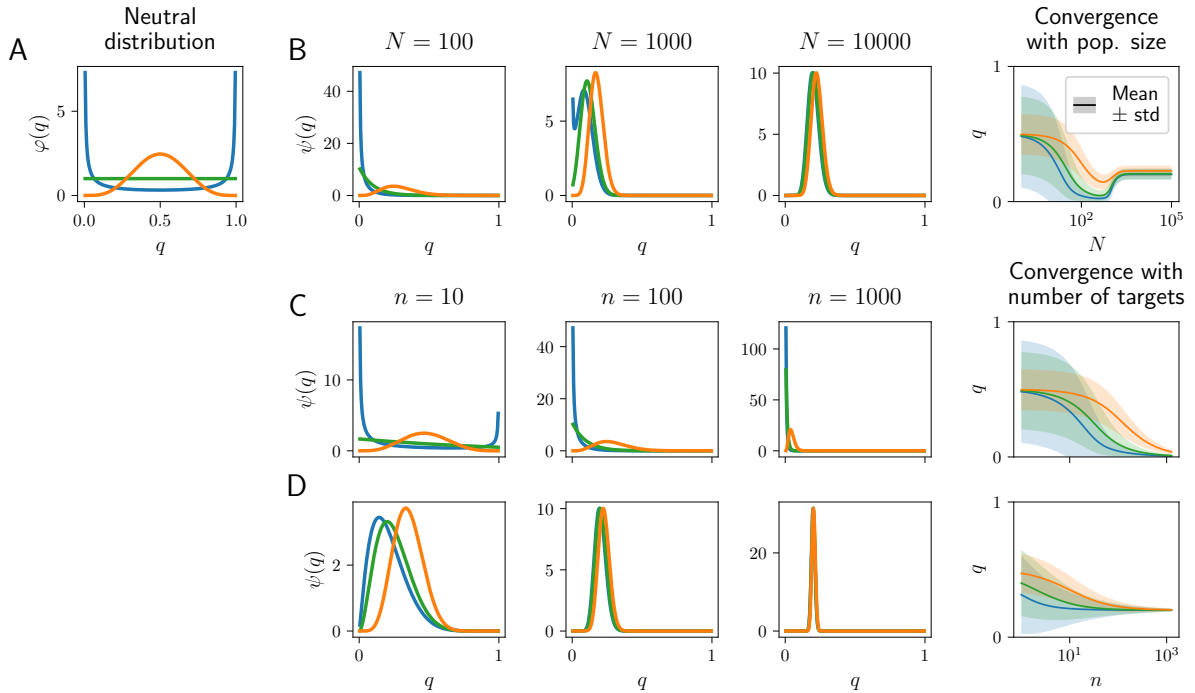 Neutral
distribution
A
φ(q)
5
0
0.0
0.5
1.0
q
B
N = 100
N = 1000
N = 10000
ψ(q)
40
20
0
0
1
q
5
0
0
1
q
10
5
0
0
1
q
Convergence
with pop. size
q
1
0
Mean
± std
10²
10⁵
N
C
n = 10
n = 100
n = 1000
ψ(q)
10
0
40
20
0
100
50
0
Convergence with
number of targets
q
1
0
D
ψ(q)
2
0
0
1
q
10
5
0
0
1
q
20
0
0
1
q
q
1
0
10¹
10³
n